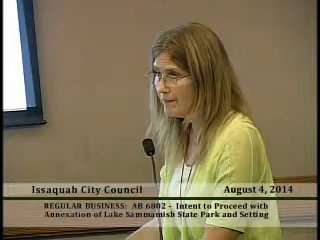 Issaquah City Council August 4, 2014
REGULAR BUSINESS: AB 6802 - Intent to Proceed with
Annexation of Lake Sammamish State Park and Setting